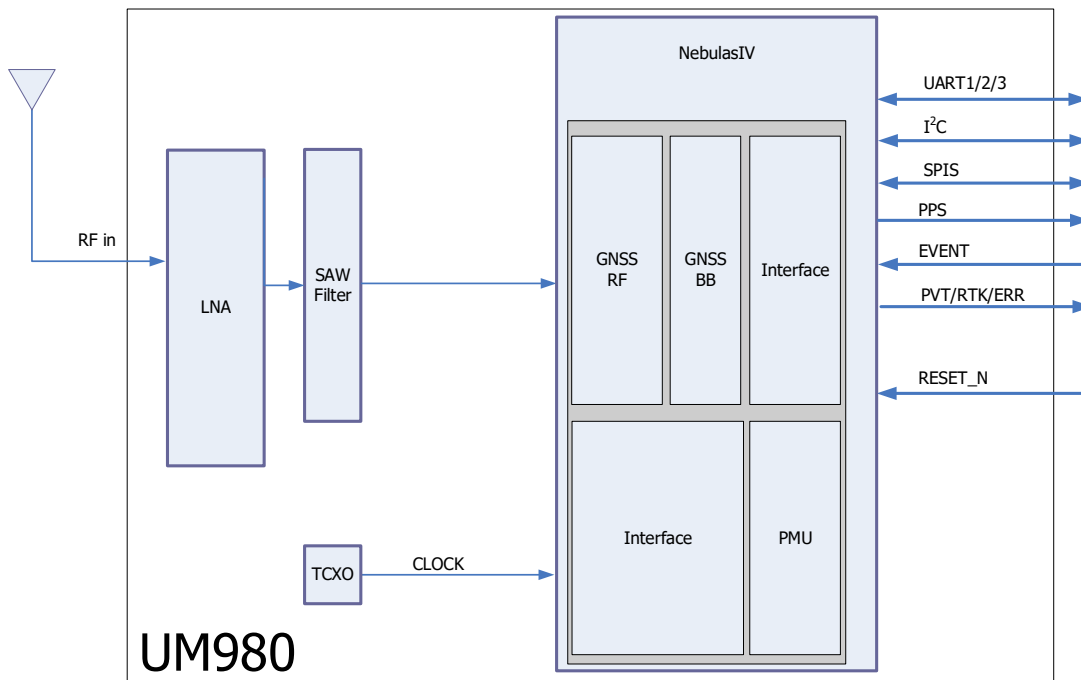 NebulasIV
UART1/2/3
I²C
SPIS
PPS
EVENT
PVT/RTK/ERR
RESET_N
RF in
LNA
SAW
Filter
GNSS
RF
GNSS
BB
Interface
Interface
PMU
TCXO
CLOCK
UM980